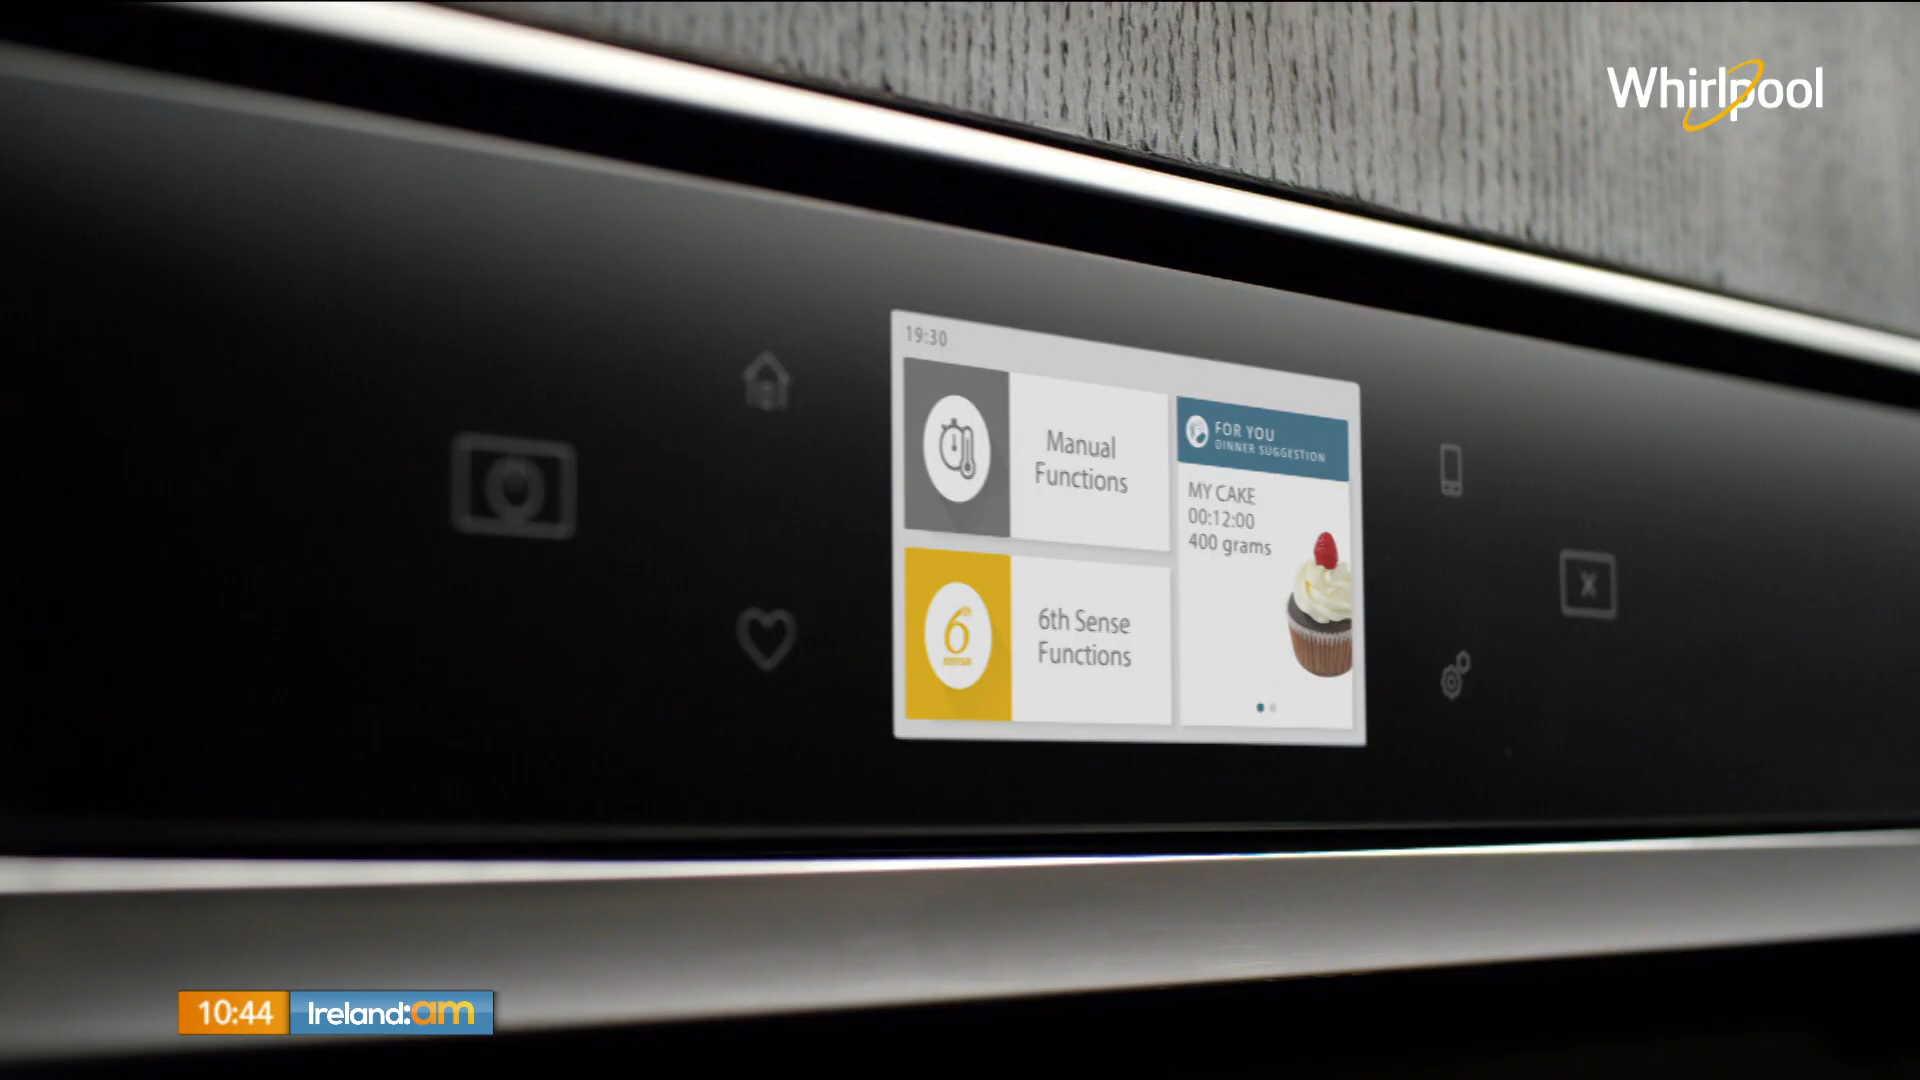 Whirlpool
19:30
Manual
Functions
6th Sense
Functions
FOR YOU
DINNER SUGGESTION
MY CAKE
00:12:00
400 grams
6
X
10:44 Ireland:am